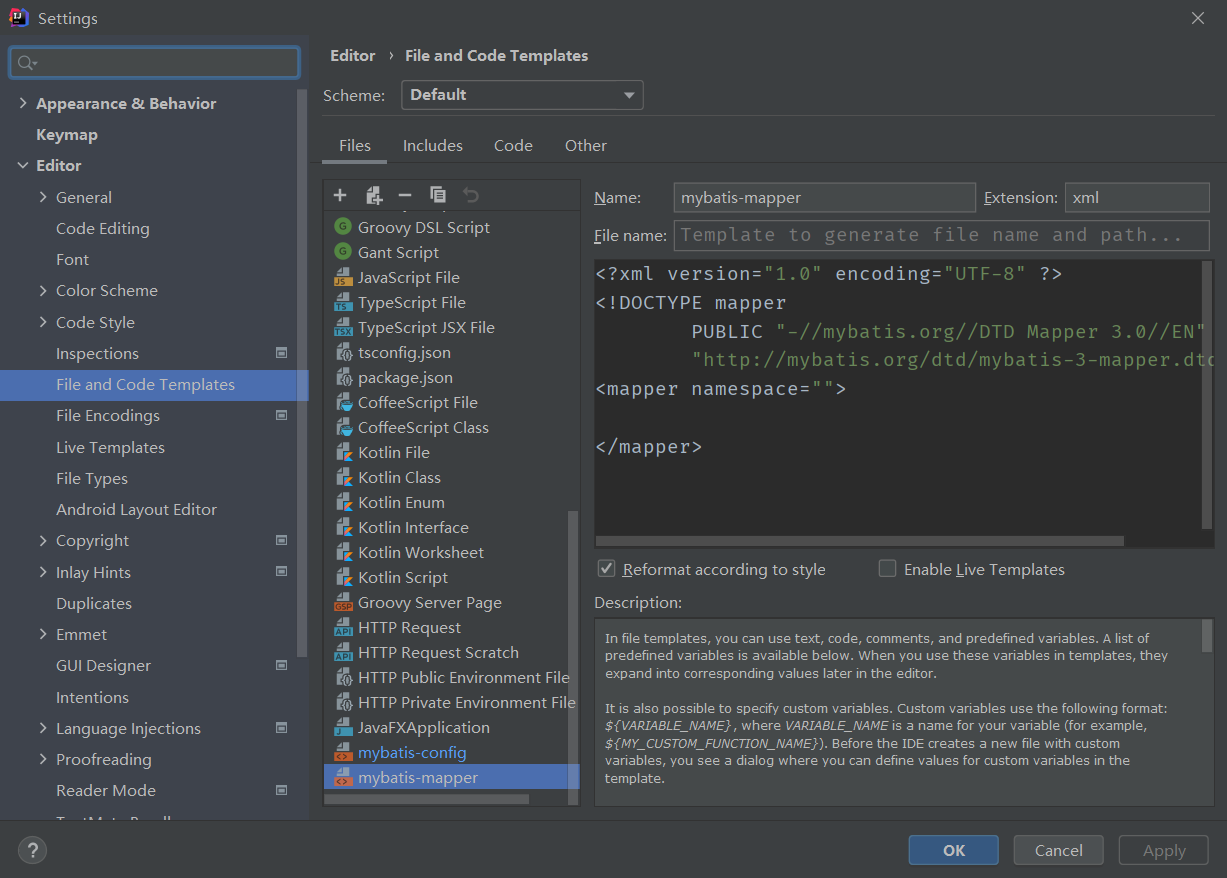 Settings
Editor › File and Code Templates
Scheme: Default
Appearance & Behavior
Keymap
Editor
General
Code Editing
Font
Color Scheme
Code Style
Inspections
File and Code Templates
File Encodings
Live Templates
File Types
Android Layout Editor
Copyright
Inlay Hints
Duplicates
Emmet
GUI Designer
Intentions
Language Injections
Proofreading
Reader Mode
Files Includes Code Other
Groovy DSL Script
Gant Script
JavaScript File
TypeScript File
TypeScript JSX File
tsconfig.json
package.json
CoffeeScript File
CoffeeScript Class
Kotlin File
Kotlin Class
Kotlin Enum
Kotlin Interface
Kotlin Worksheet
Kotlin Script
Groovy Server Page
HTTP Request
HTTP Request Scratch
HTTP Public Environment File
HTTP Private Environment File
JavaFXApplication
mybatis-config
mybatis-mapper
Name: mybatis-mapper Extension: xml
File name: Template to generate file name and path...
<?xml version="1.0" encoding="UTF-8" ?>
<!DOCTYPE mapper
PUBLIC "-//mybatis.org//DTD Mapper 3.0//EN"
"http://mybatis.org/dtd/mybatis-3-mapper.dtd
<mapper namespace="">
</mapper>
Reformat according to style Enable Live Templates
Description:
In file templates, you can use text, code, comments, and predefined variables. A list of
predefined variables is available below. When you use these variables in templates, they
expand into corresponding values later in the editor.
It is also possible to specify custom variables. Custom variables use the following format:
${VARIABLE_NAME}, where VARIABLE_NAME is a name for your variable (for example,
${MY_CUSTOM_FUNCTION_NAME}). Before the IDE creates a new file with custom
variables, you see a dialog where you can define values for custom variables in the
template.
?
OK Cancel Apply